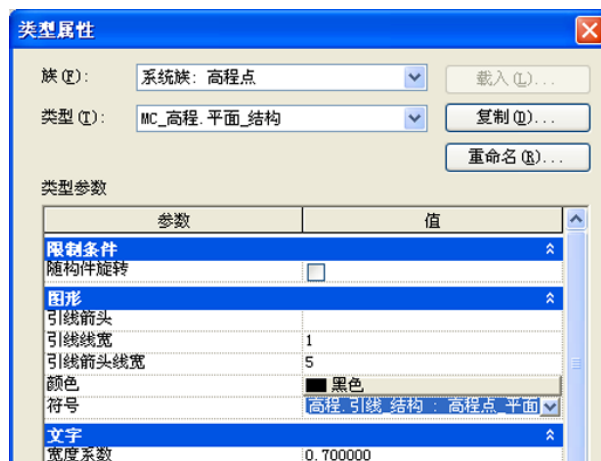 类型属性
族(F): 系统族: 高程点 载入(L)...
类型(T): MC_高程.平面_结构 复制(D)...
重命名(R)...
类型参数
参数 值
限制条件
随构件旋转
图形
引线箭头
引线线宽 1
引线箭头线宽 5
颜色 黑色
符号 高程.引线_结构 : 高程点_平面
文字
宽度系数 0.700000